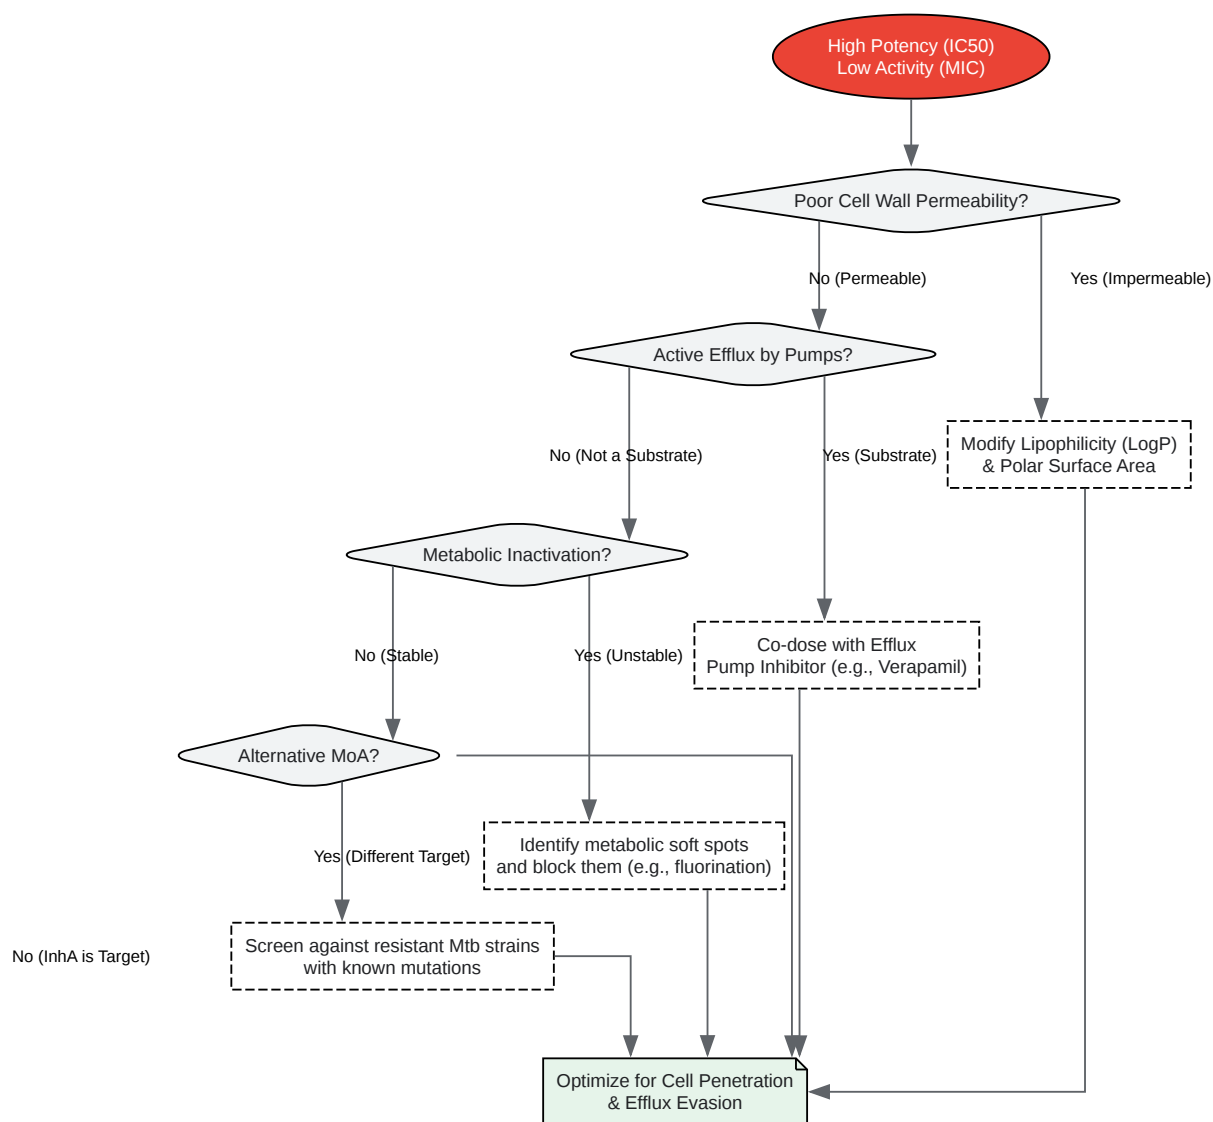 High Potency (IC50)
Low Activity (MIC)
Poor Cell Wall Permeability?
No (Permeable)
Yes (Impermeable)
Active Efflux by Pumps?
Modify Lipophilicity (LogP)
& Polar Surface Area
No (Not a Substrate)
Yes (Substrate)
Metabolic Inactivation?
Co-dose with Efflux
Pump Inhibitor (e.g., Verapamil)
No (Stable)
Yes (Unstable)
Alternative MoA?
Identify metabolic soft spots
and block them (e.g., fluorination)
Yes (Different Target)
Screen against resistant Mtb strains
with known mutations
No (InhA is Target)
Optimize for Cell Penetration
& Efflux Evasion